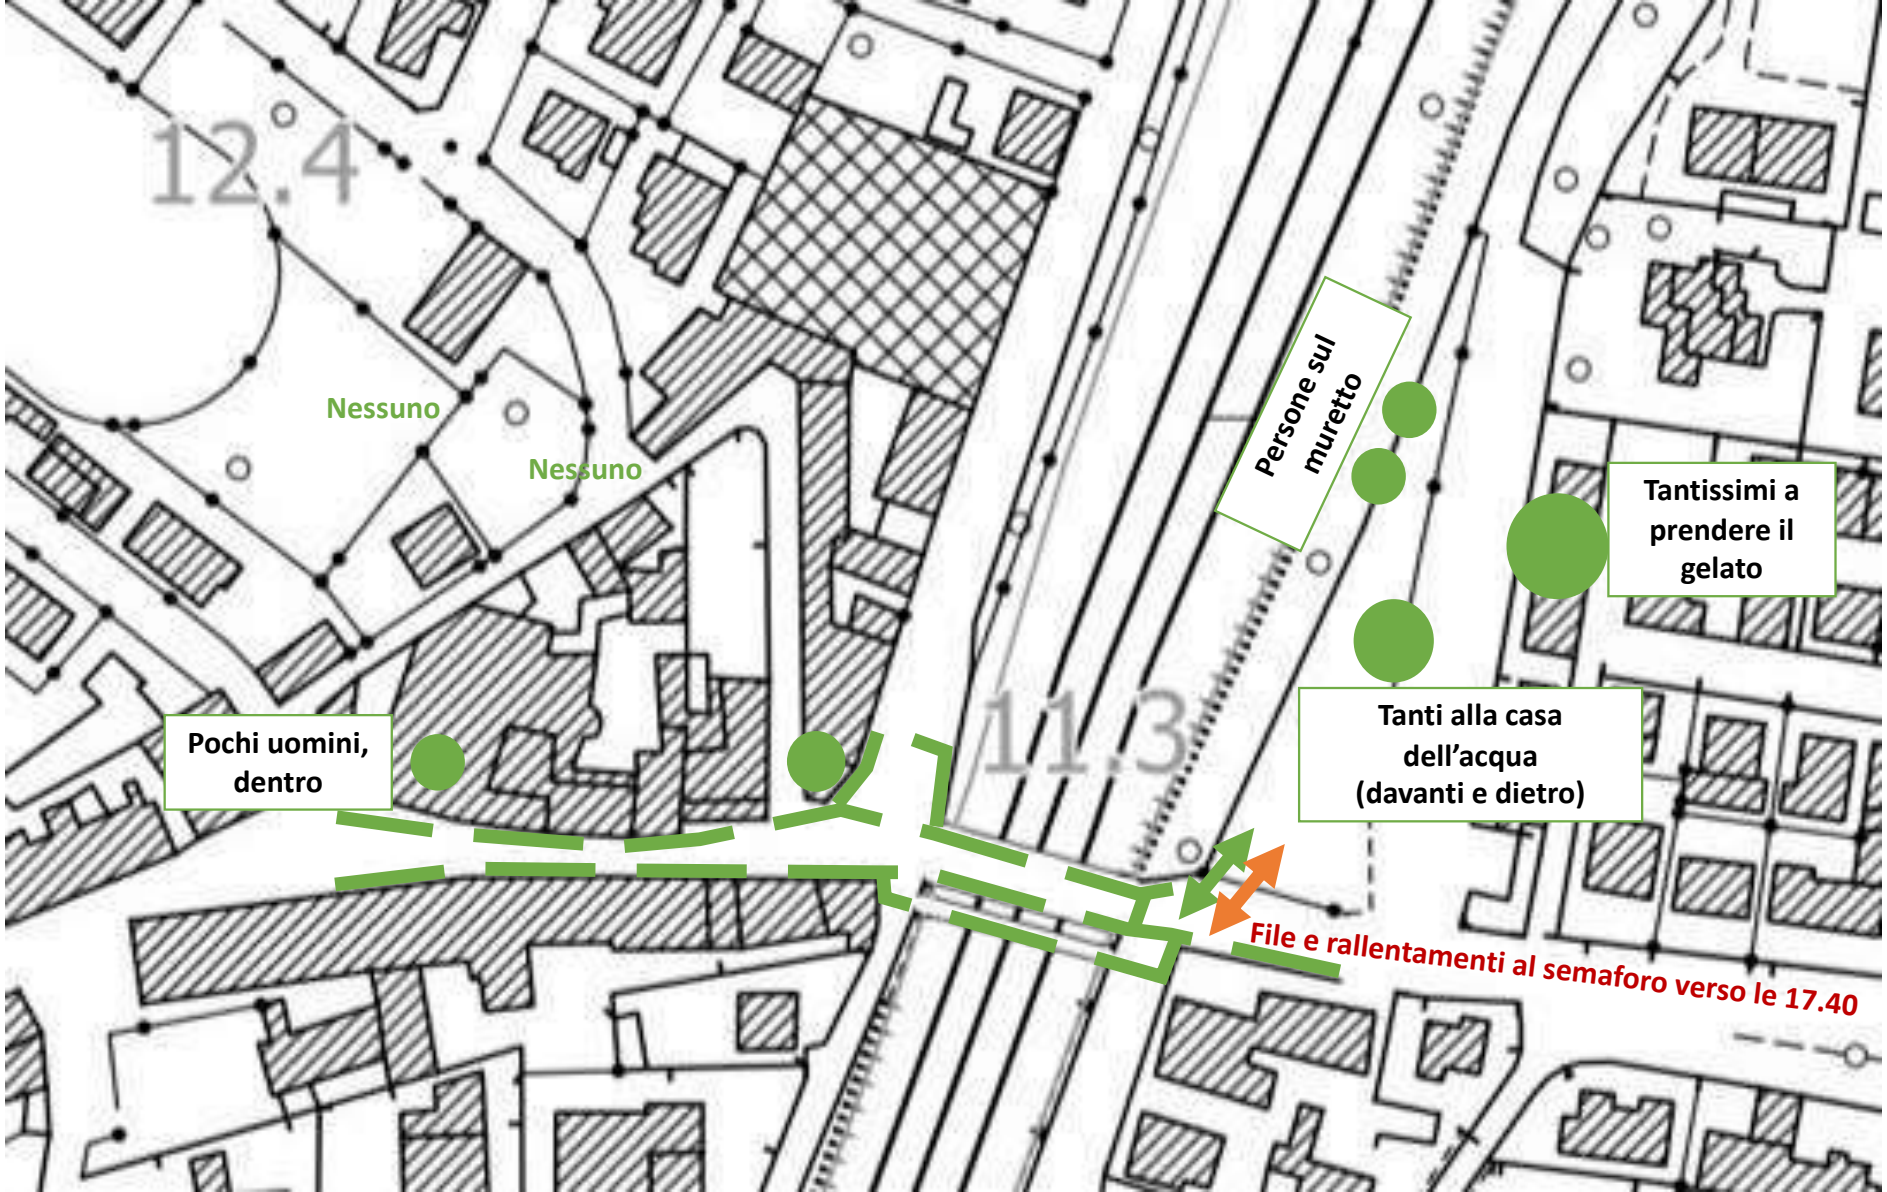 12.4
Persone sul
muretto
Nessuno
Nessuno
Tantissimi a
prendere il
gelato
11.3
Tanti alla casa
dell’acqua
(davanti e dietro)
Pochi uomini,
dentro
File e rallentamenti al semaforo verso le 17.40